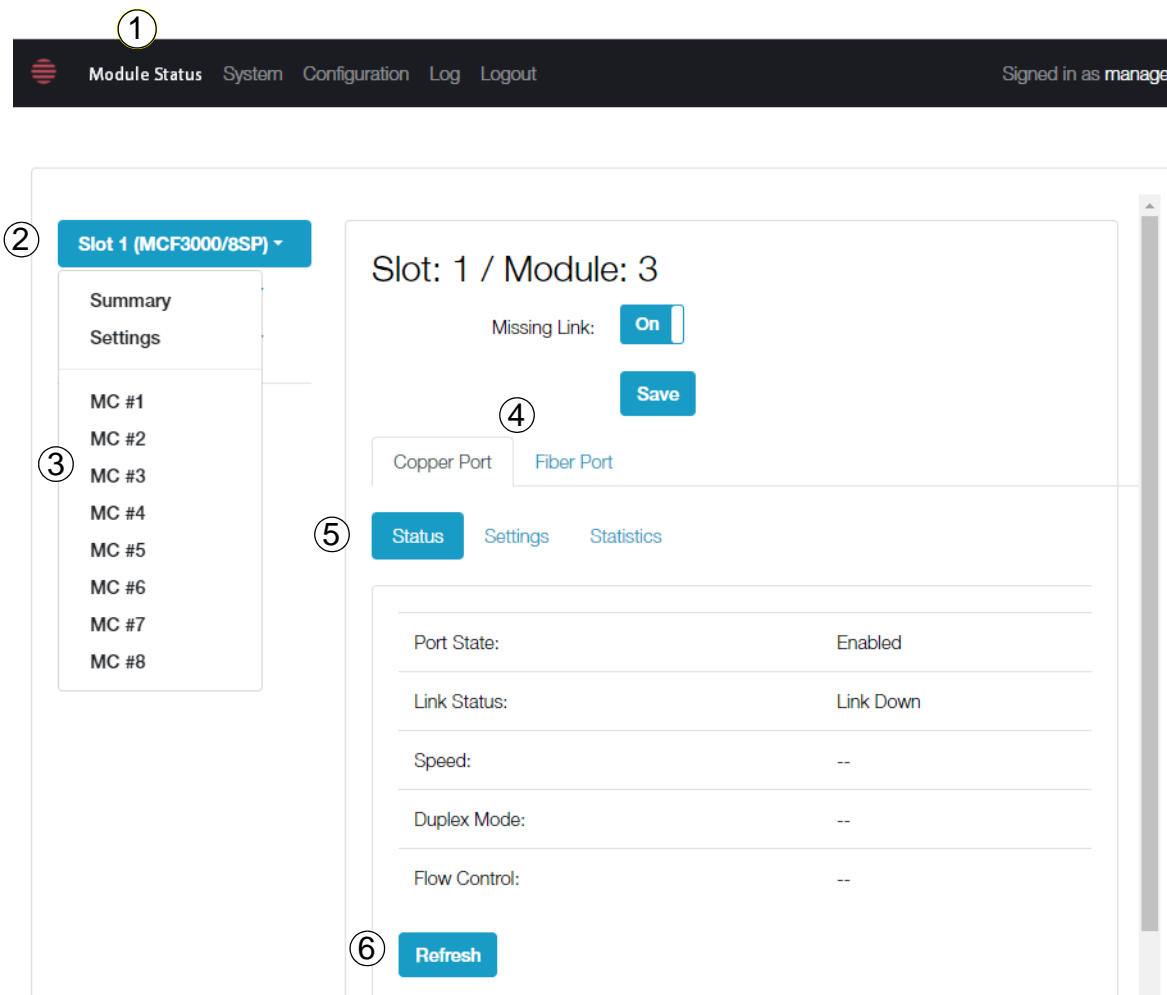 1
Module Status System Configuration Log Logout Signed in as manage
2
Slot 1 (MCF3000/8SP)
Summary
Settings
3
MC #1
MC #2
MC #3
MC #4
MC #5
MC #6
MC #7
MC #8
Slot: 1 / Module: 3
Missing Link: On
Save
4
Copper Port Fiber Port
5
Status Settings Statistics
Port State: Enabled
Link Status: Link Down
Speed: --
Duplex Mode: --
Flow Control: --
6
Refresh